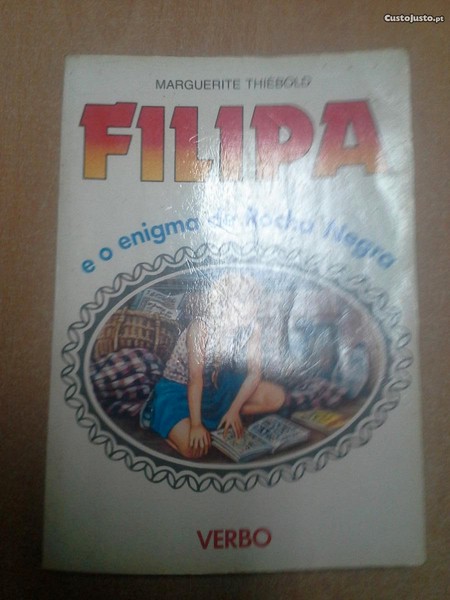 CustoJusto.pt
MARGUERITE THIÉBOLD
FILIPA
e o enigma da Rocha Negra
VERBO